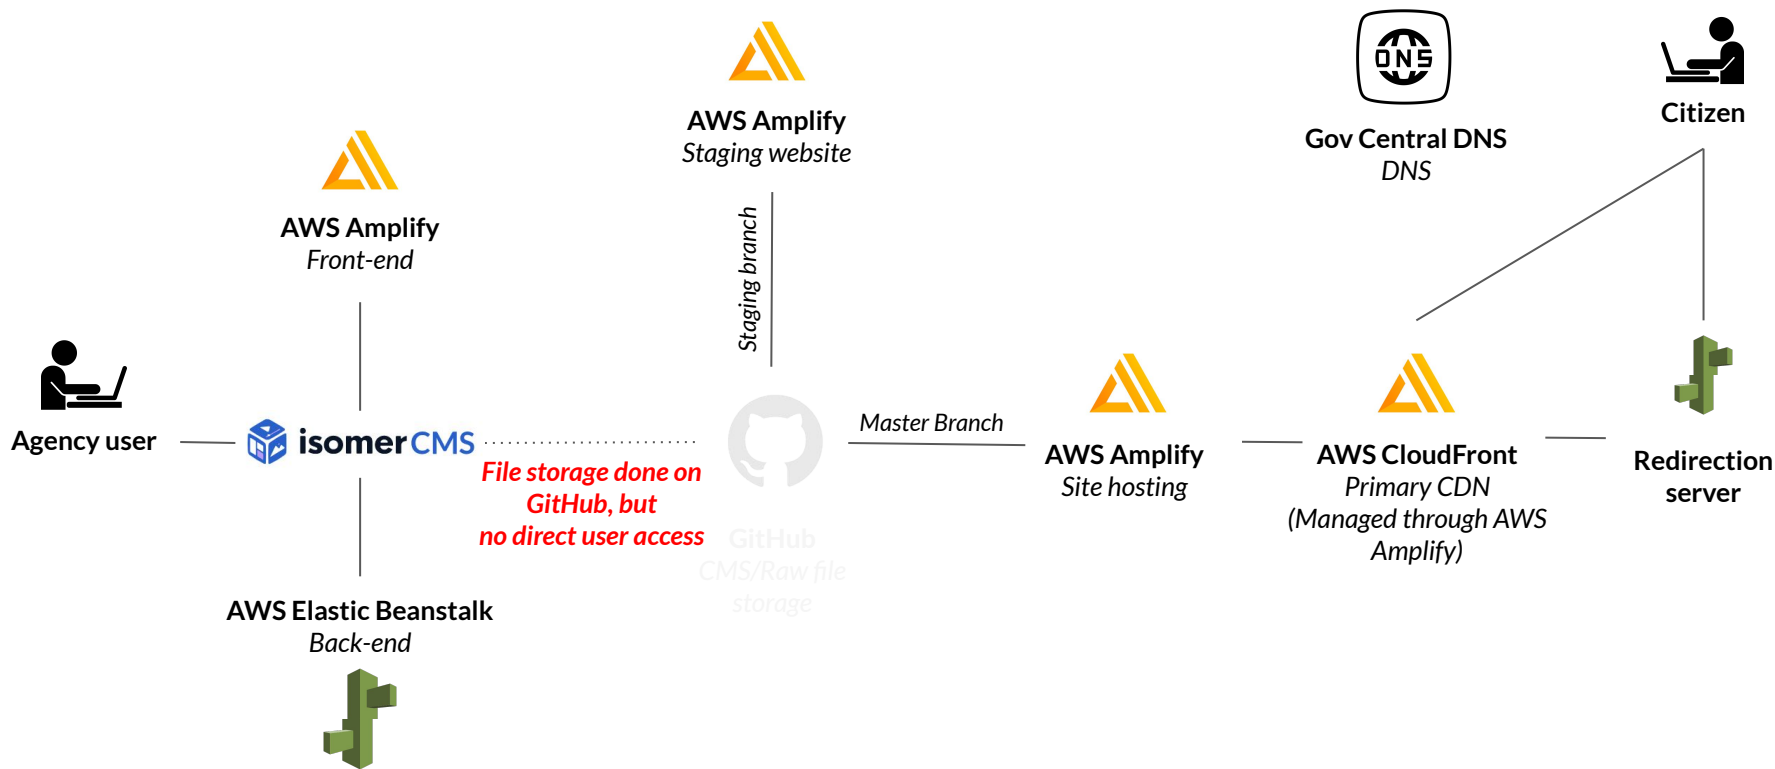 AWS Amplify
Staging website
DNS
Gov Central DNS
DNS
Citizen
AWS Amplify
Front-end
Staging branch
Agency user
isomerCMS
File storage done on
GitHub, but
no direct user access
GitHub
CMS/Raw file
storage
Master Branch
AWS Amplify
Site hosting
AWS CloudFront
Primary CDN
(Managed through AWS
Amplify)
Redirection
server
AWS Elastic Beanstalk
Back-end